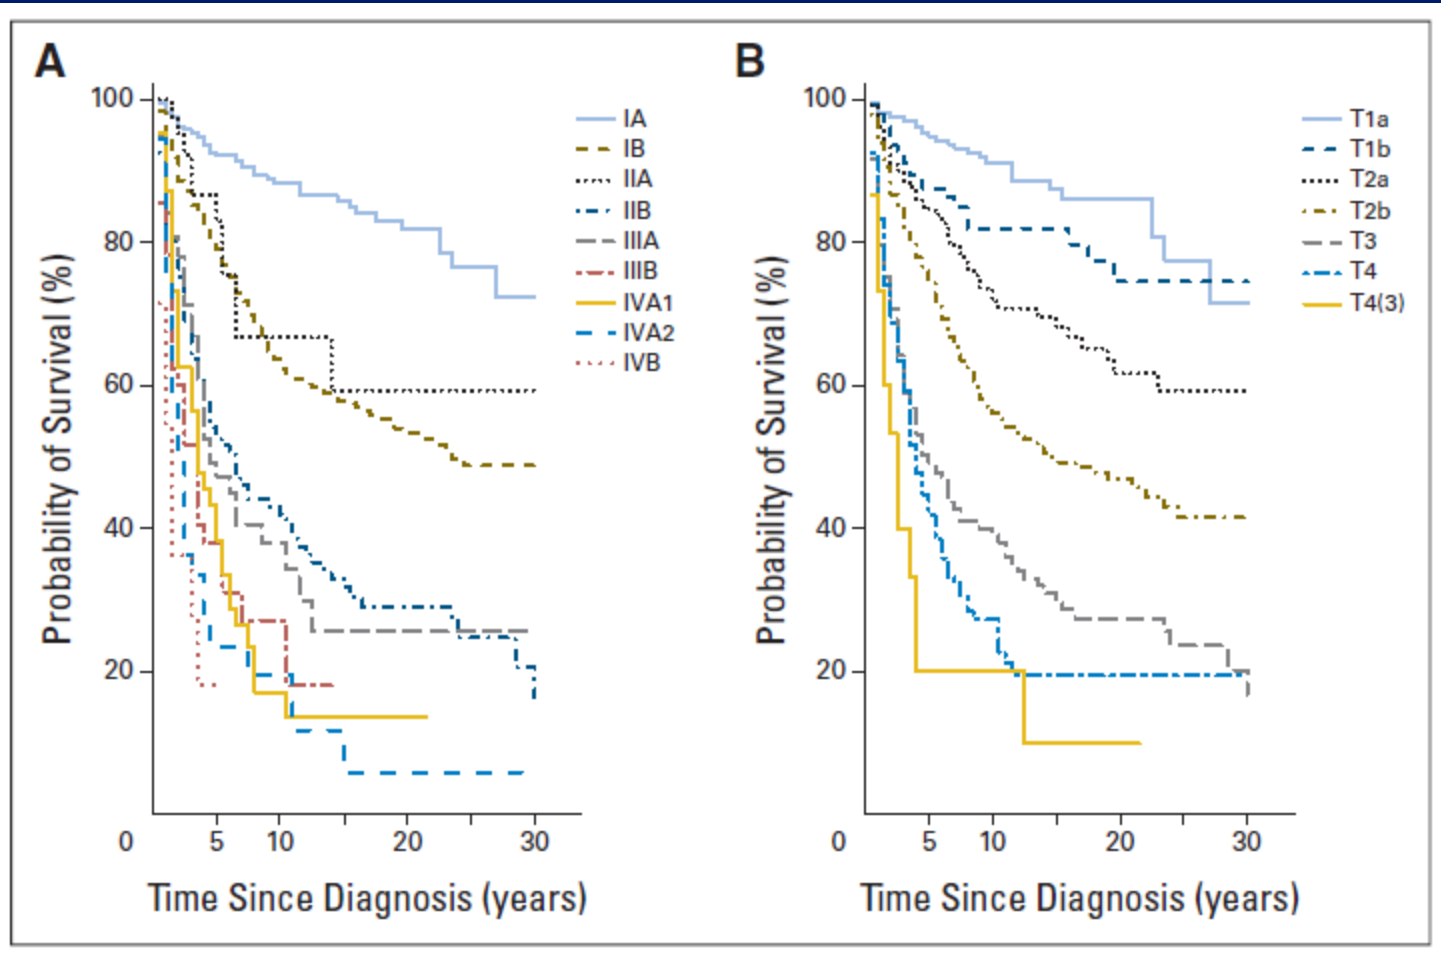 A
100
80
60
40
20
0
5
10
20
30
Probability of Survival (%)
Time Since Diagnosis (years)
IA
IB
IIA
IIB
IIIA
IIIB
IVA1
IVA2
IVB
B
100
80
60
40
20
0
5
10
20
30
Probability of Survival (%)
Time Since Diagnosis (years)
T1a
T1b
T2a
T2b
T3
T4
T4(3)